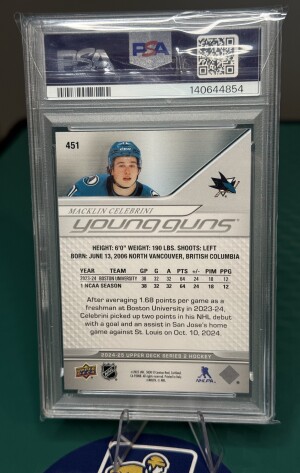 PSA
PSA
140644854
451
MACKLIN CELEBRINI
young guns
HEIGHT: 6'0" WEIGHT: 190 LBS. SHOOTS: LEFT
BORN: JUNE 13, 2006 NORTH VANCOUVER, BRITISH COLUMBIA
YEAR TEAM GP G A PTS +/- PIM PPG
2023-24 BOSTON UNIVERSITY 38 32 32 64 24 18 12
1 NCAA SEASON 38 32 32 64 24 18 12
After averaging 1.68 points per game as a
freshman at Boston University in 2023-24,
Celebrini picked up two points in his NHL debut
with a goal and an assist in San Jose's home
game against St. Louis on Oct. 10, 2024.
2024-25 UPPER DECK SERIES 2 HOCKEY
NHLPA